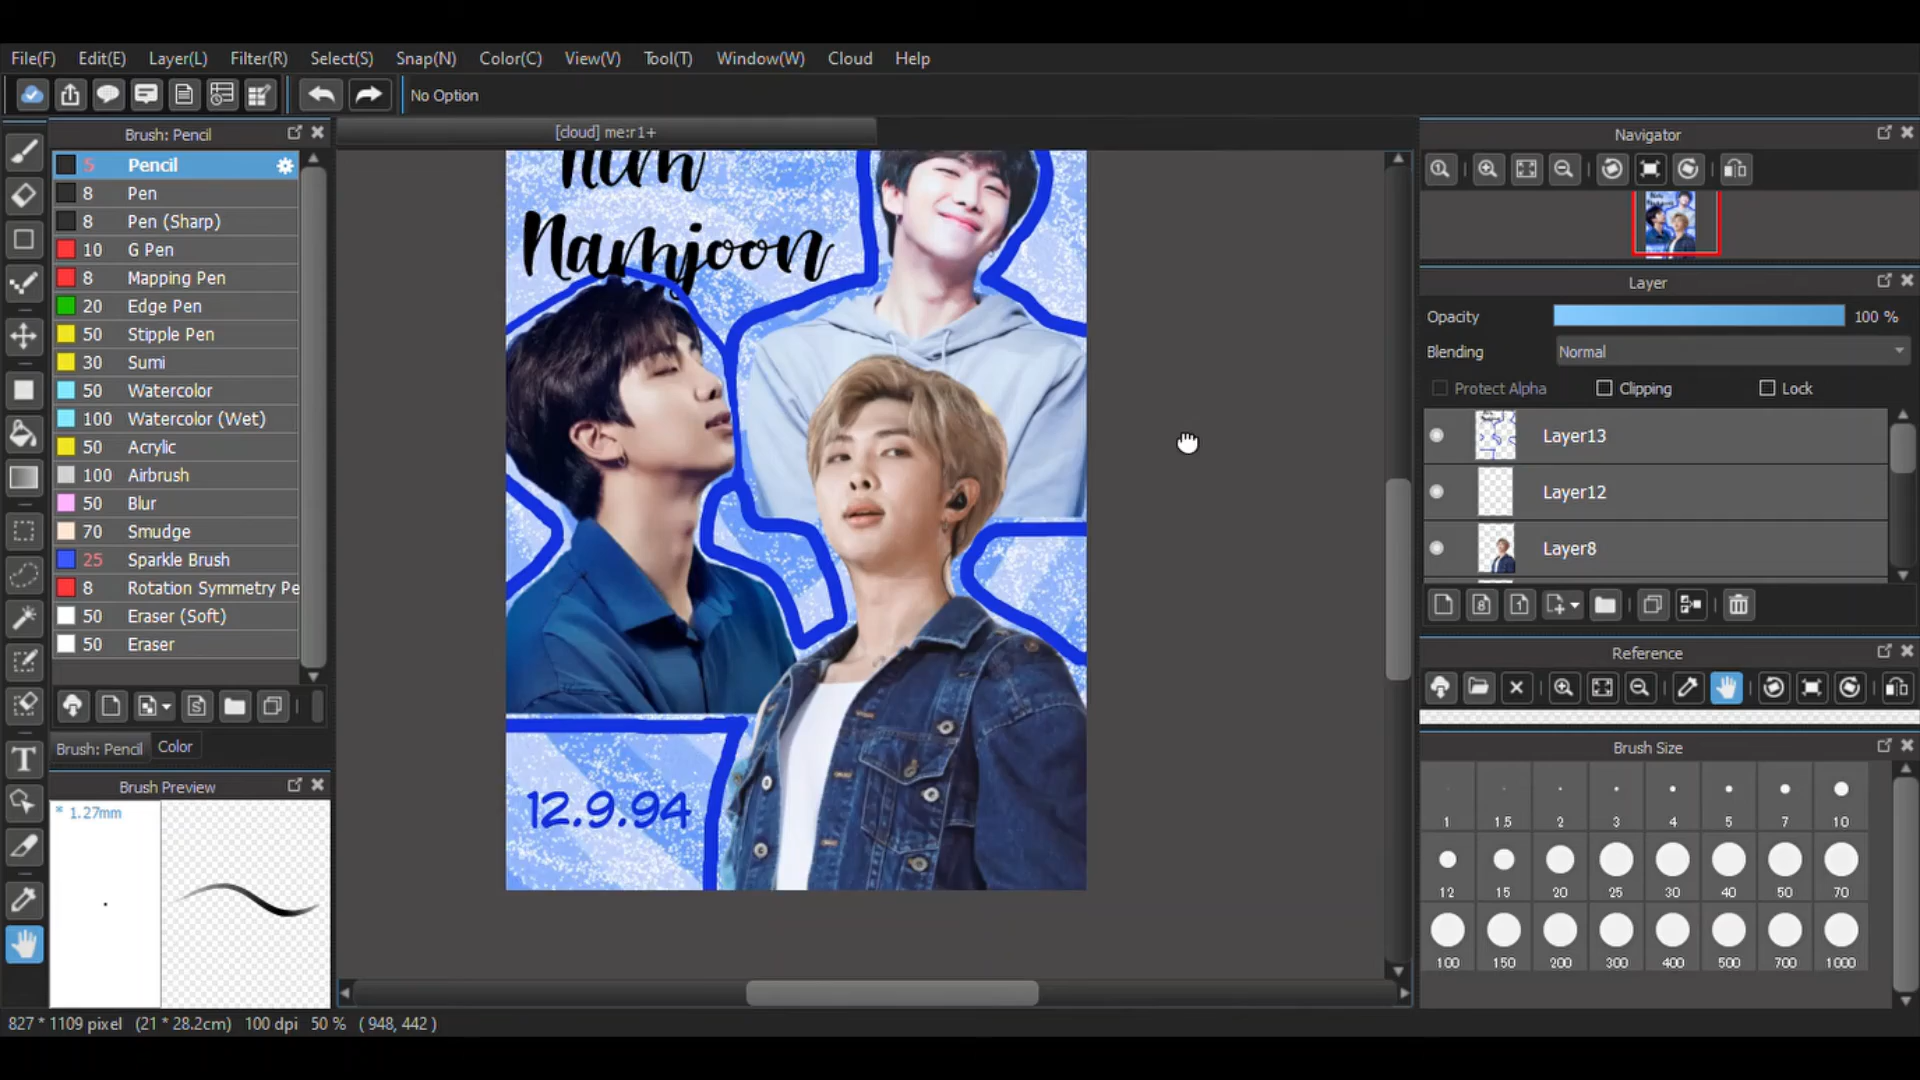 File(F) Edit(E) Layer(L) Filter(R) Select(S) Snap(N) Color(C) View(V) Tool(T) Window(W) Cloud Help
No Option
Brush: Pencil
[cloud] me:r1+
Navigator
5 Pencil
8 Pen
8 Pen (Sharp)
10 G Pen
8 Mapping Pen
20 Edge Pen
50 Stipple Pen
30 Sumi
50 Watercolor
100 Watercolor (Wet)
50 Acrylic
100 Airbrush
50 Blur
70 Smudge
25 Sparkle Brush
8 Rotation Symmetry Pe
50 Eraser (Soft)
50 Eraser
Brush: Pencil Color
Brush Preview
* 1.27mm
Namjoon
12.9.94
Layer
Opacity 100 %
Blending Normal
Protect Alpha Clipping Lock
Layer13
Layer12
Layer8
Reference
Brush Size
1 1.5 2 3 4 5 7 10
12 15 20 25 30 40 50 70
100 150 200 300 400 500 700 1000
827 * 1109 pixel (21 * 28.2cm) 100 dpi 50 % ( 948, 442 )